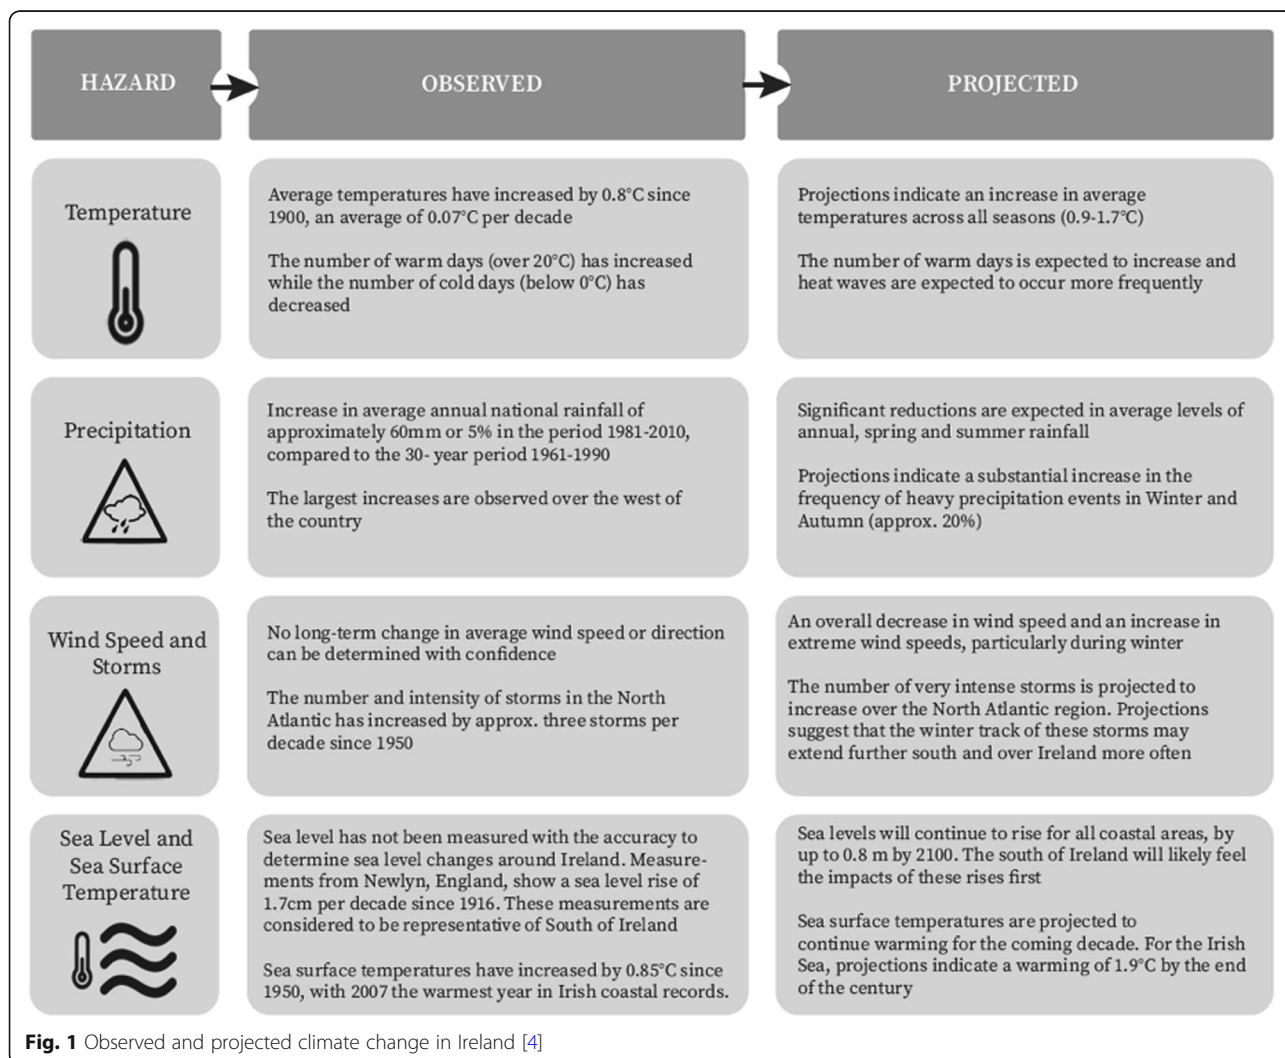 HAZARD
OBSERVED
PROJECTED
Temperature
Average temperatures have increased by 0.8°C since
1900, an average of 0.07°C per decade
The number of warm days (over 20°C) has increased
while the number of cold days (below 0°C) has
decreased
Projections indicate an increase in average
temperatures across all seasons (0.9-1.7°C)
The number of warm days is expected to increase and
heat waves are expected to occur more frequently
Precipitation
Increase in average annual national rainfall of
approximately 60mm or 5% in the period 1981-2010,
compared to the 30- year period 1961-1990
The largest increases are observed over the west of
the country
Significant reductions are expected in average levels of
annual, spring and summer rainfall
Projections indicate a substantial increase in the
frequency of heavy precipitation events in Winter and
Autumn (approx. 20%)
Wind Speed and
Storms
No long-term change in average wind speed or direction
can be determined with confidence
The number and intensity of storms in the North
Atlantic has increased by approx. three storms per
decade since 1950
An overall decrease in wind speed and an increase in
extreme wind speeds, particularly during winter
The number of very intense storms is projected to
increase over the North Atlantic region. Projections
suggest that the winter track of these storms may
extend further south and over Ireland more often
Sea Level and
Sea Surface
Temperature
Sea level has not been measured with the accuracy to
determine sea level changes around Ireland. Measure-
ments from Newlyn, England, show a sea level rise of
1.7cm per decade since 1916. These measurements are
considered to be representative of South of Ireland
Sea surface temperatures have increased by 0.85°C since
1950, with 2007 the warmest year in Irish coastal records.
Sea levels will continue to rise for all coastal areas, by
up to 0.8 m by 2100. The south of Ireland will likely feel
the impacts of these rises first
Sea surface temperatures are projected to
continue warming for the coming decade. For the Irish
Sea, projections indicate a warming of 1.9°C by the end
of the century
Fig. 1 Observed and projected climate change in Ireland [4]